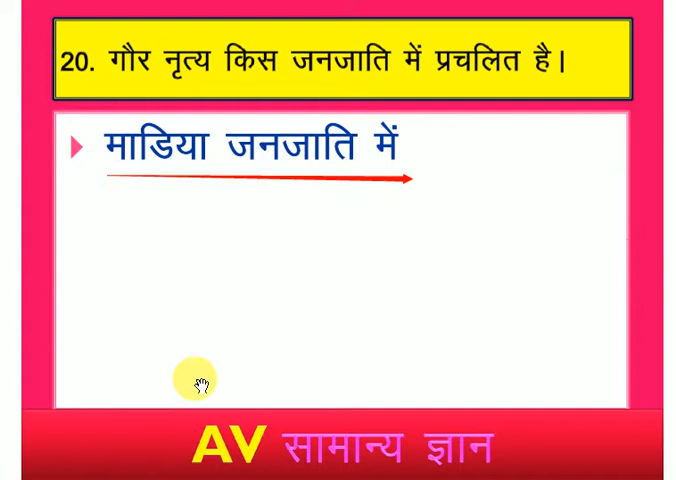 20. गौर नृत्य किस जनजाति में प्रचलित है।
माडिया जनजाति में
AV सामान्य ज्ञान